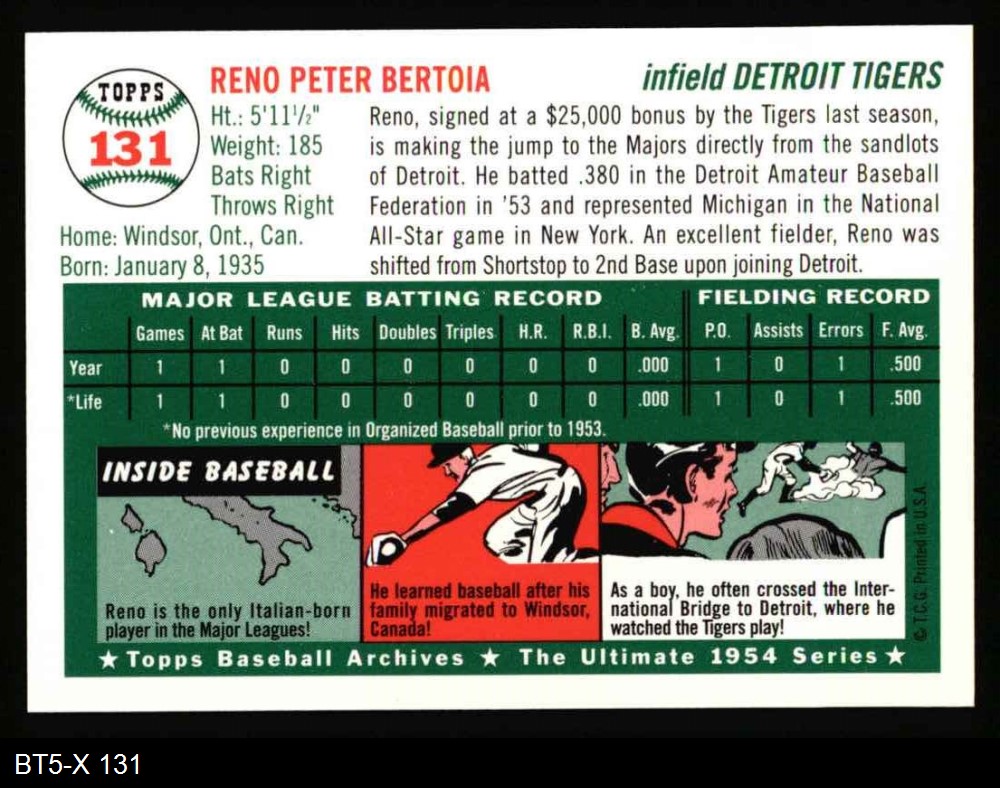 TOPPS
131
RENO PETER BERTOIA
infield DETROIT TIGERS
Ht.: 5'11½"
Weight: 185
Bats Right
Throws Right
Home: Windsor, Ont., Can.
Born: January 8, 1935
Reno, signed at a $25,000 bonus by the Tigers last season,
is making the jump to the Majors directly from the sandlots
of Detroit. He batted .380 in the Detroit Amateur Baseball
Federation in '53 and represented Michigan in the National
All-Star game in New York. An excellent fielder, Reno was
shifted from Shortstop to 2nd Base upon joining Detroit.
MAJOR LEAGUE BATTING RECORD FIELDING RECORD
Games At Bat Runs Hits Doubles Triples H.R. R.B.I. B. Avg. P.O. Assists Errors F. Avg.
Year 1 1 0 0 0 0 0 0 .000 1 0 1 .500
*Life 1 1 0 0 0 0 0 0 .000 1 0 1 .500
*No previous experience in Organized Baseball prior to 1953.
INSIDE BASEBALL
Reno is the only Italian-born
player in the Major Leagues!
He learned baseball after his
family migrated to Windsor,
Canada!
As a boy, he often crossed the Inter-
national Bridge to Detroit, where he
watched the Tigers play!
© T.C.G. Printed in U.S.A.
★ Topps Baseball Archives ★ The Ultimate 1954 Series ★
BT5-X 131